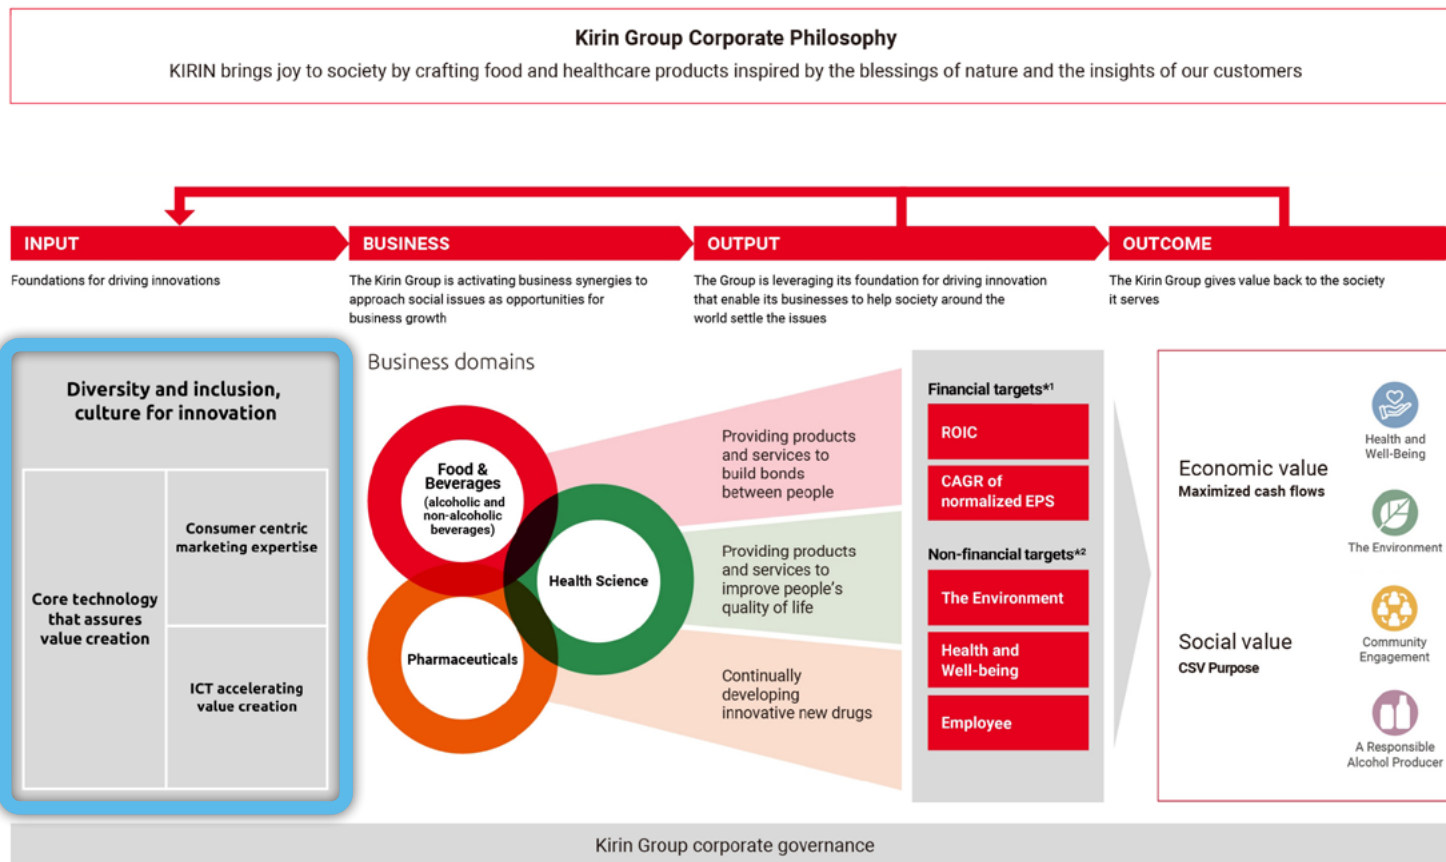 Kirin Group Corporate Philosophy
KIRIN brings joy to society by crafting food and healthcare products inspired by the blessings of nature and the insights of our customers
INPUT
Foundations for driving innovations
BUSINESS
The Kirin Group is activating business synergies to
approach social issues as opportunities for
business growth
OUTPUT
The Group is leveraging its foundation for driving innovation
that enable its businesses to help society around the
world settle the issues
OUTCOME
The Kirin Group gives value back to the society
it serves
Diversity and inclusion,
culture for innovation
Core technology
that assures
value creation
Consumer centric
marketing expertise
ICT accelerating
value creation
Business domains
Food &
Beverages
(alcoholic and
non-alcoholic
beverages)
Health Science
Pharmaceuticals
Providing products
and services to
build bonds
between people
Providing products
and services to
improve people's
quality of life
Continually
developing
innovative new drugs
Financial targets*1
ROIC
CAGR of
normalized EPS
Non-financial targets*2
The Environment
Health and
Well-being
Employee
Economic value
Maximized cash flows
Social value
CSV Purpose
Health and
Well-Being
The Environment
Community
Engagement
A Responsible
Alcohol Producer
Kirin Group corporate governance